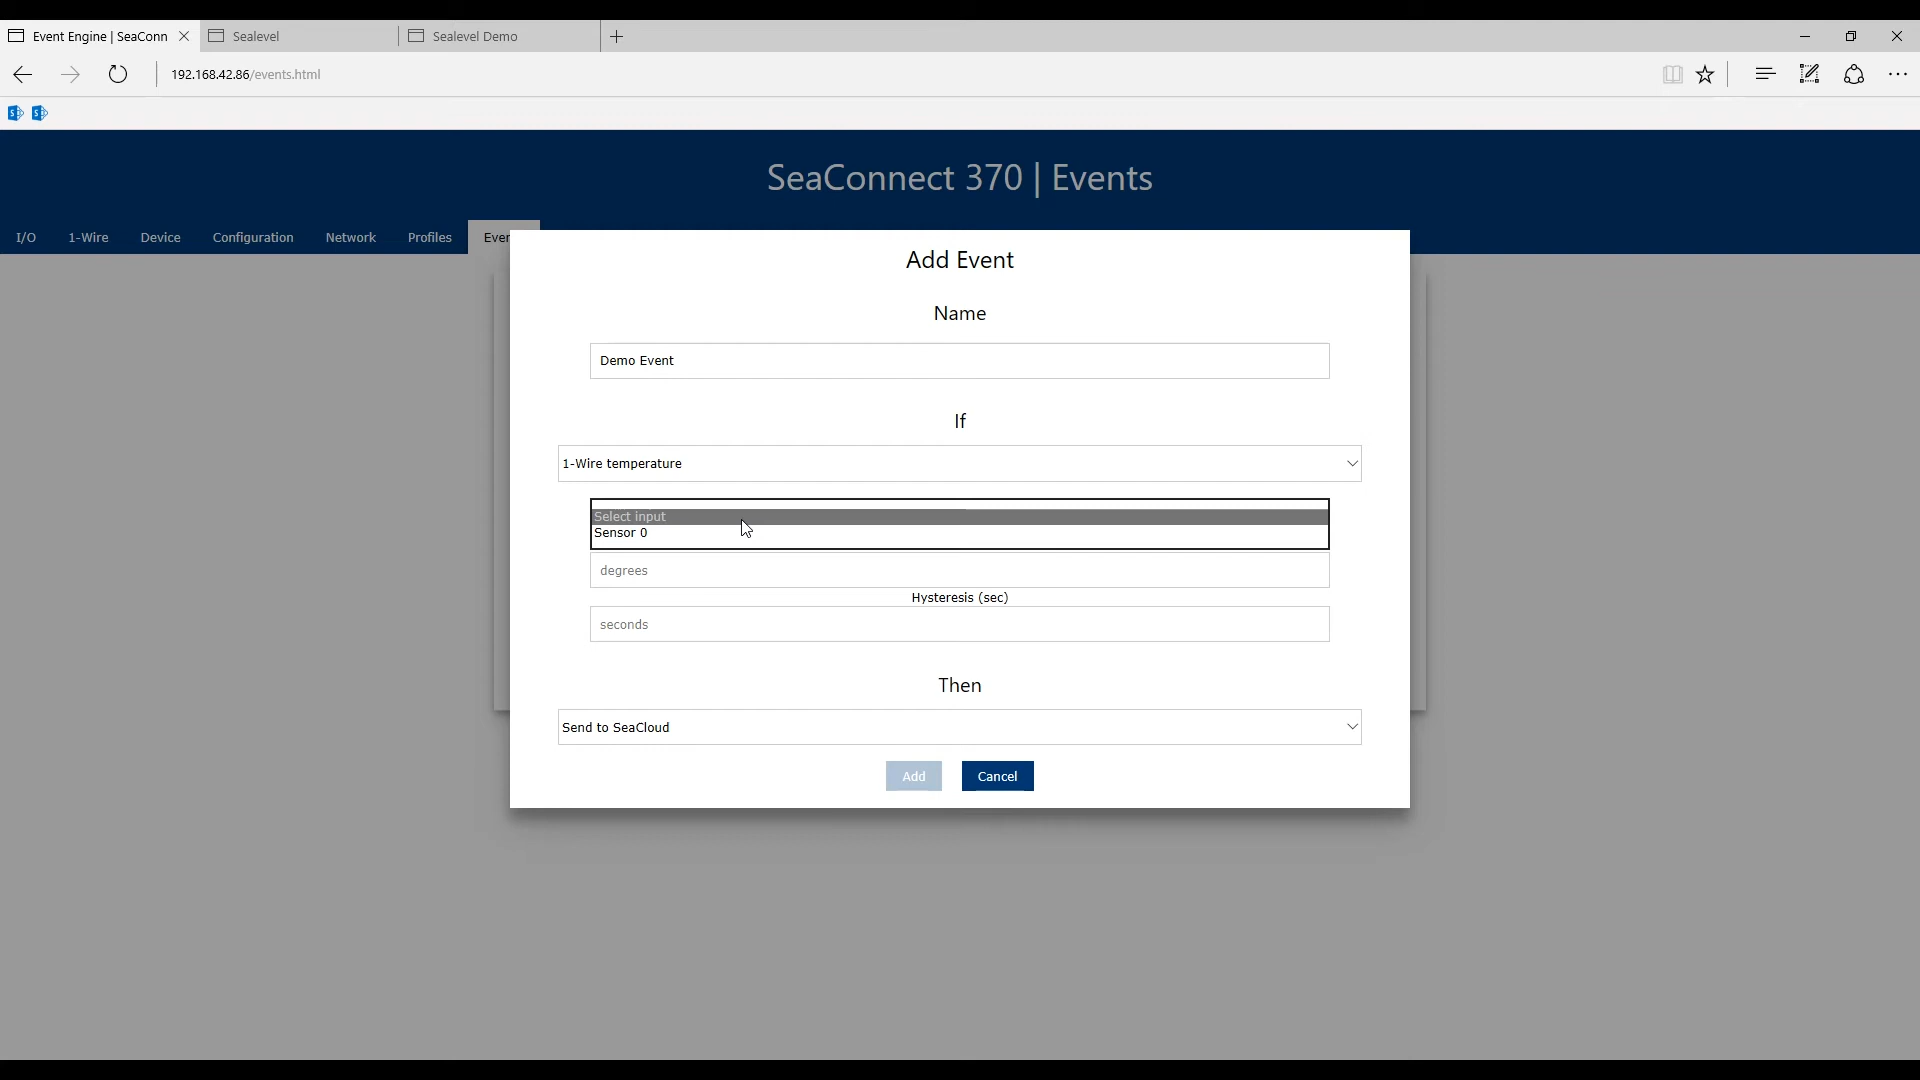 Event Engine | SeaConn
Sealevel
Sealevel Demo
192.168.42.86/events.html
SeaConnect 370 | Events
I/O
1-Wire
Device
Configuration
Network
Profiles
Add Event
Name
Demo Event
If
1-Wire temperature
Select input
Sensor 0
degrees
Hysteresis (sec)
seconds
Then
Send to SeaCloud
Add
Cancel